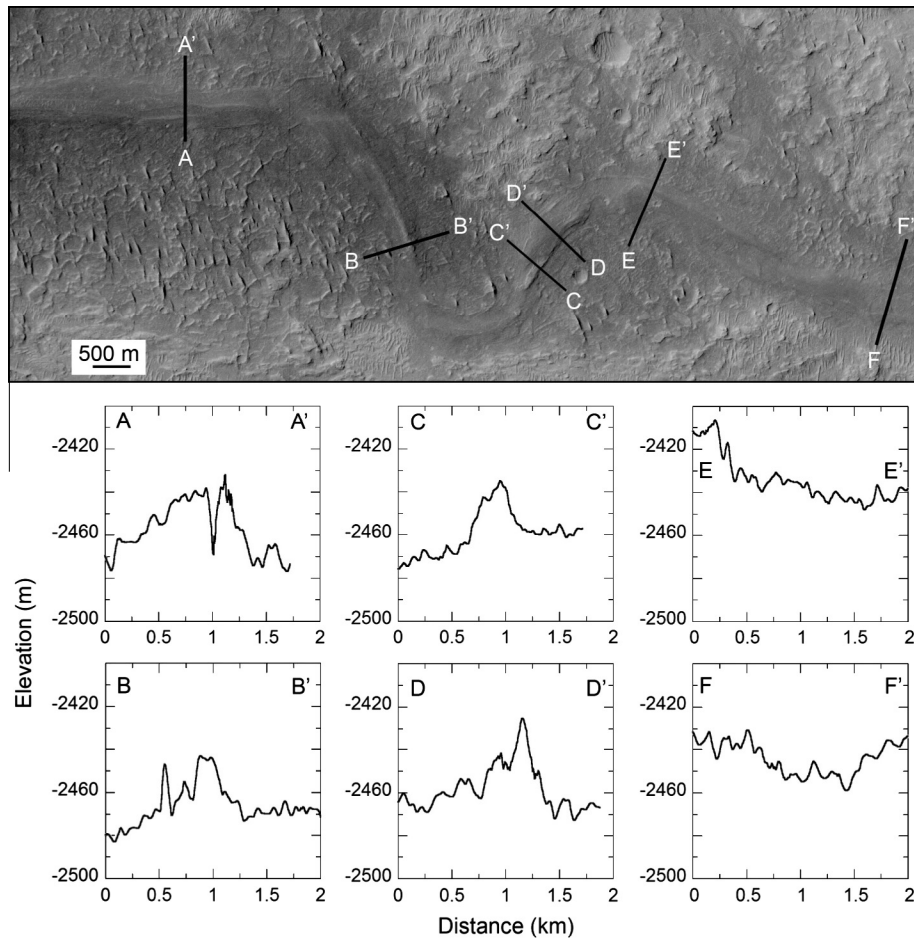 A'
A
B
B'
C'
C
D'
D
E'
E
F'
F
500 m
Elevation (m)
A A'
-2420
-2460
-2500
0 0.5 1 1.5 2
C C'
-2420
-2460
-2500
0 0.5 1 1.5 2
E E'
-2420
-2460
-2500
0 0.5 1 1.5 2
B B'
-2420
-2460
-2500
0 0.5 1 1.5 2
D D'
-2420
-2460
-2500
0 0.5 1 1.5 2
F F'
-2420
-2460
-2500
0 0.5 1 1.5 2
Distance (km)